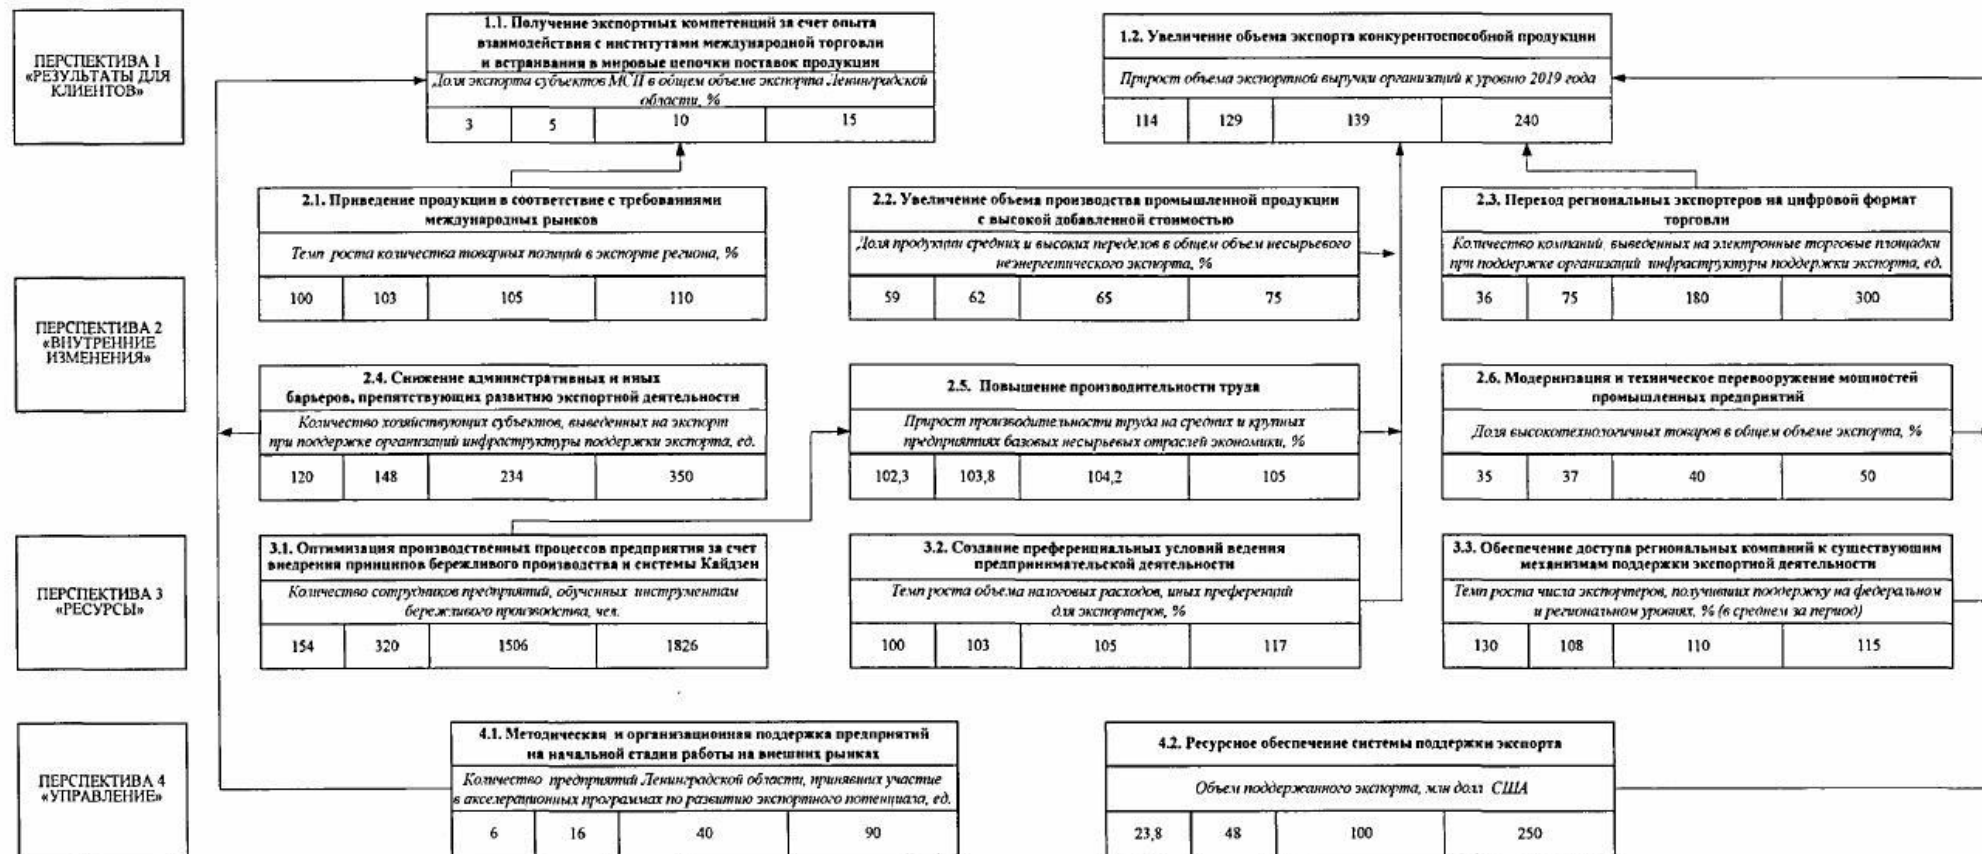 ПЕРСПЕКТИВА 1
«РЕЗУЛЬТАТЫ ДЛЯ
КЛИЕНТОВ»
1.1. Получение экспортных компетенций за счет опыта
взаимодействия с институтами международной торговли
и встраивания в мировые цепочки поставок продукции
Доля экспорта субъектов МСП в общем объеме экспорта Ленинградской
области, %
3 5 10 15
1.2. Увеличение объема экспорта конкурентоспособной продукции
Прирост объема экспортной выручки организаций к уровню 2019 года
114 129 139 240
ПЕРСПЕКТИВА 2
«ВНУТРЕННИЕ
ИЗМЕНЕНИЯ»
2.1. Приведение продукции в соответствие с требованиями
международных рынков
Темп роста количества товарных позиций в экспорте региона, %
100 103 105 110
2.2. Увеличение объема производства промышленной продукции
с высокой добавленной стоимостью
Доля продукции средних и высоких переделов в общем объем несырьевого
неэнергетического экспорта, %
59 62 65 75
2.3. Переход региональных экспортеров на цифровой формат
торговли
Количество компаний, выведенных на электронные торговые площадки
при поддержке организаций инфраструктуры поддержки экспорта, ед.
36 75 180 300
2.4. Снижение административных и иных
барьеров, препятствующих развитию экспортной деятельности
Количество хозяйствующих субъектов, выведенных на экспорт
при поддержке организаций инфраструктуры поддержки экспорта, ед.
120 148 234 350
2.5. Повышение производительности труда
Прирост производительности труда на средних и крупных
предприятиях базовых несырьевых отраслей экономики, %
102,3 103,8 104,2 105
2.6. Модернизация и техническое перевооружение мощностей
промышленных предприятий
Доля высокотехнологичных товаров в общем объеме экспорта, %
35 37 40 50
ПЕРСПЕКТИВА 3
«РЕСУРСЫ»
3.1. Оптимизация производственных процессов предприятия за счет
внедрения принципов бережливого производства и системы Кайдзен
Количество сотрудников предприятий, обученных инструментам
бережливого производства, чел.
154 320 1506 1826
3.2. Создание преференциальных условий ведения
предпринимательской деятельности
Темп роста объема налоговых расходов, иных преференций
для экспортеров, %
100 103 105 117
3.3. Обеспечение доступа региональных компаний к существующим
механизмам поддержки экспортной деятельности
Темп роста числа экспортеров, получивших поддержку на федеральном
и региональном уровнях, % (в среднем за период)
130 108 110 115
ПЕРСПЕКТИВА 4
«УПРАВЛЕНИЕ»
4.1. Методическая и организационная поддержка предприятий
на начальной стадии работы на внешних рынках
Количество предприятий Ленинградской области, принявших участие
в акселерационных программах по развитию экспортного потенциала, ед.
6 16 40 90
4.2. Ресурсное обеспечение системы поддержки экспорта
Объем поддержанного экспорта, млн долл США
23,8 48 100 250